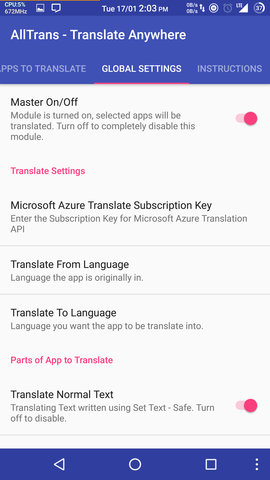 CPU:5%
672MHz
Tue 17/01 2:03 PM
0B/s
0B/s
LTE
37
AllTrans - Translate Anywhere
APPS TO TRANSLATE GLOBAL SETTINGS INSTRUCTIONS
Master On/Off
Module is turned on, selected apps will be
translated. Turn off to completely disable this
module.
Translate Settings
Microsoft Azure Translate Subscription Key
Enter the Subscription Key for Microsoft Azure Translation
API
Translate From Language
Language the app is originally in.
Translate To Language
Language you want the app to be translate into.
Parts of App to Translate
Translate Normal Text
Translating Text written using Set Text - Safe. Turn
off to disable.